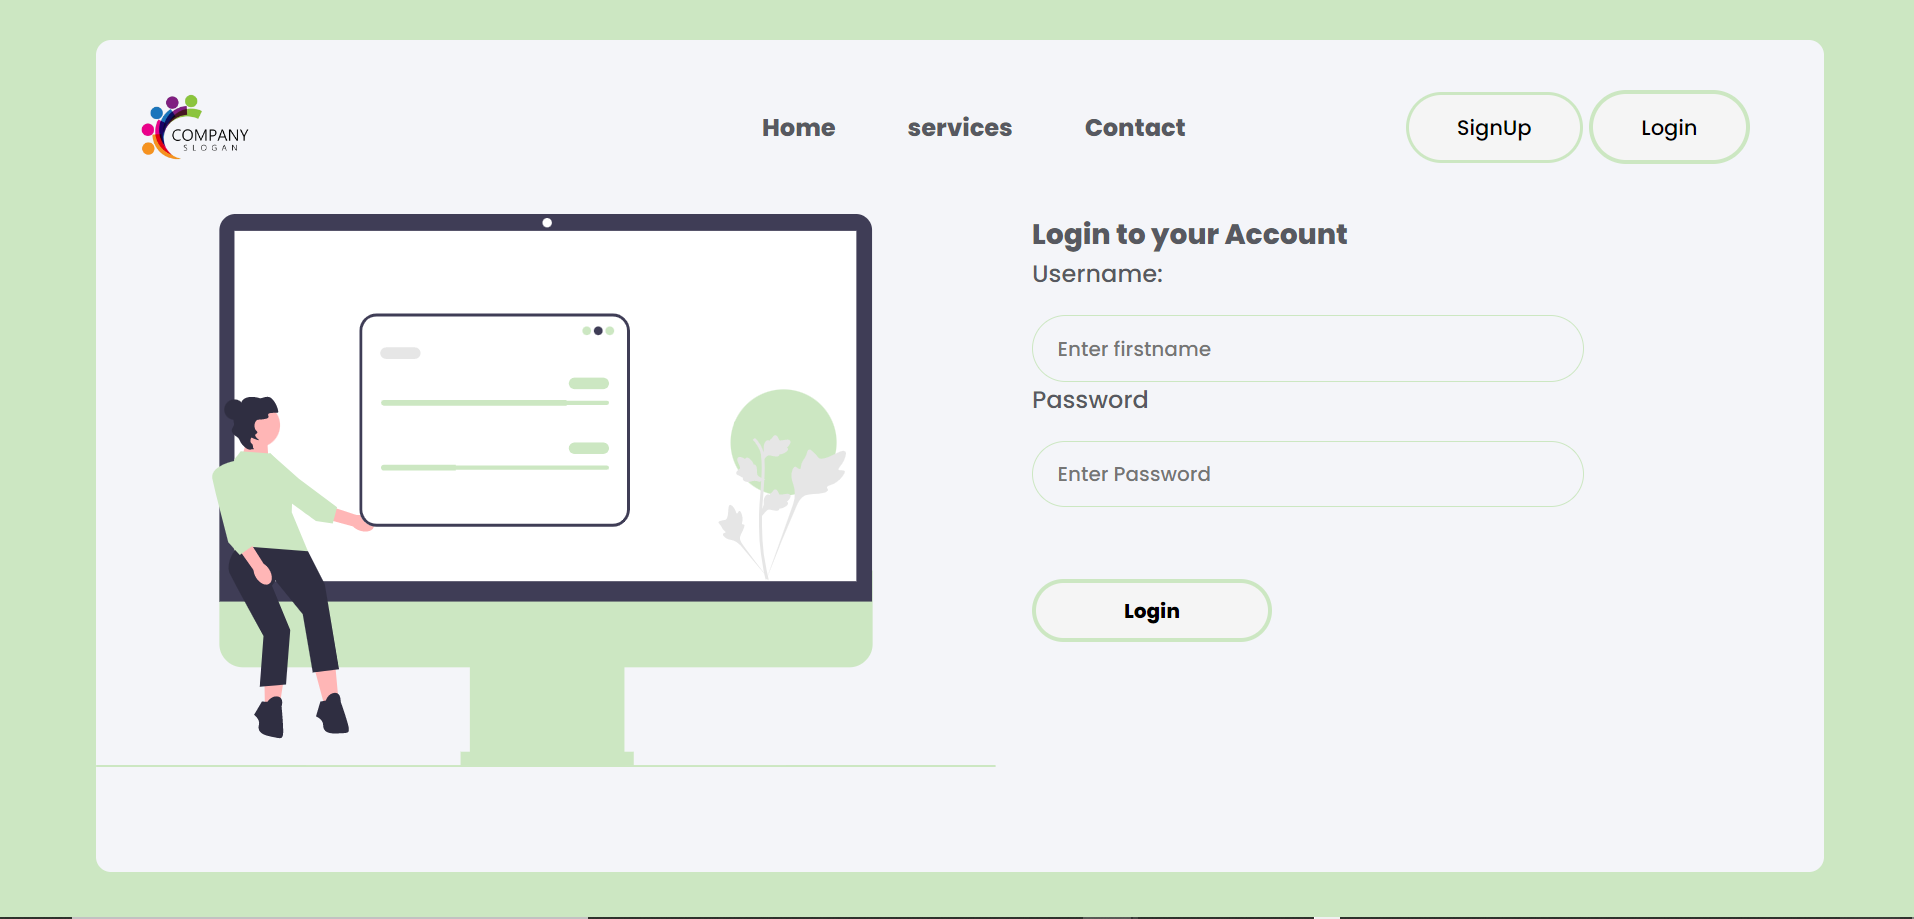 COMPANY
SLOGAN
Home services Contact
SignUp Login
Login to your Account
Username:
Enter firstname
Password
Enter Password
Login